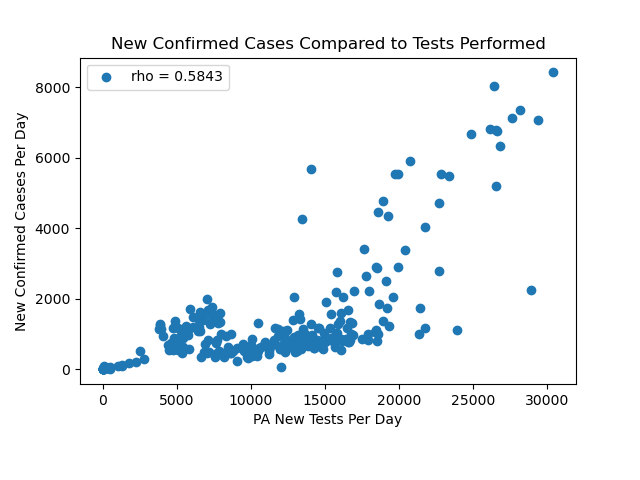 New Confirmed Cases Compared to Tests Performed
rho = 0.5843
New Confirmed Caeses Per Day
8000
6000
4000
2000
0
0 5000 10000 15000 20000 25000 30000
PA New Tests Per Day